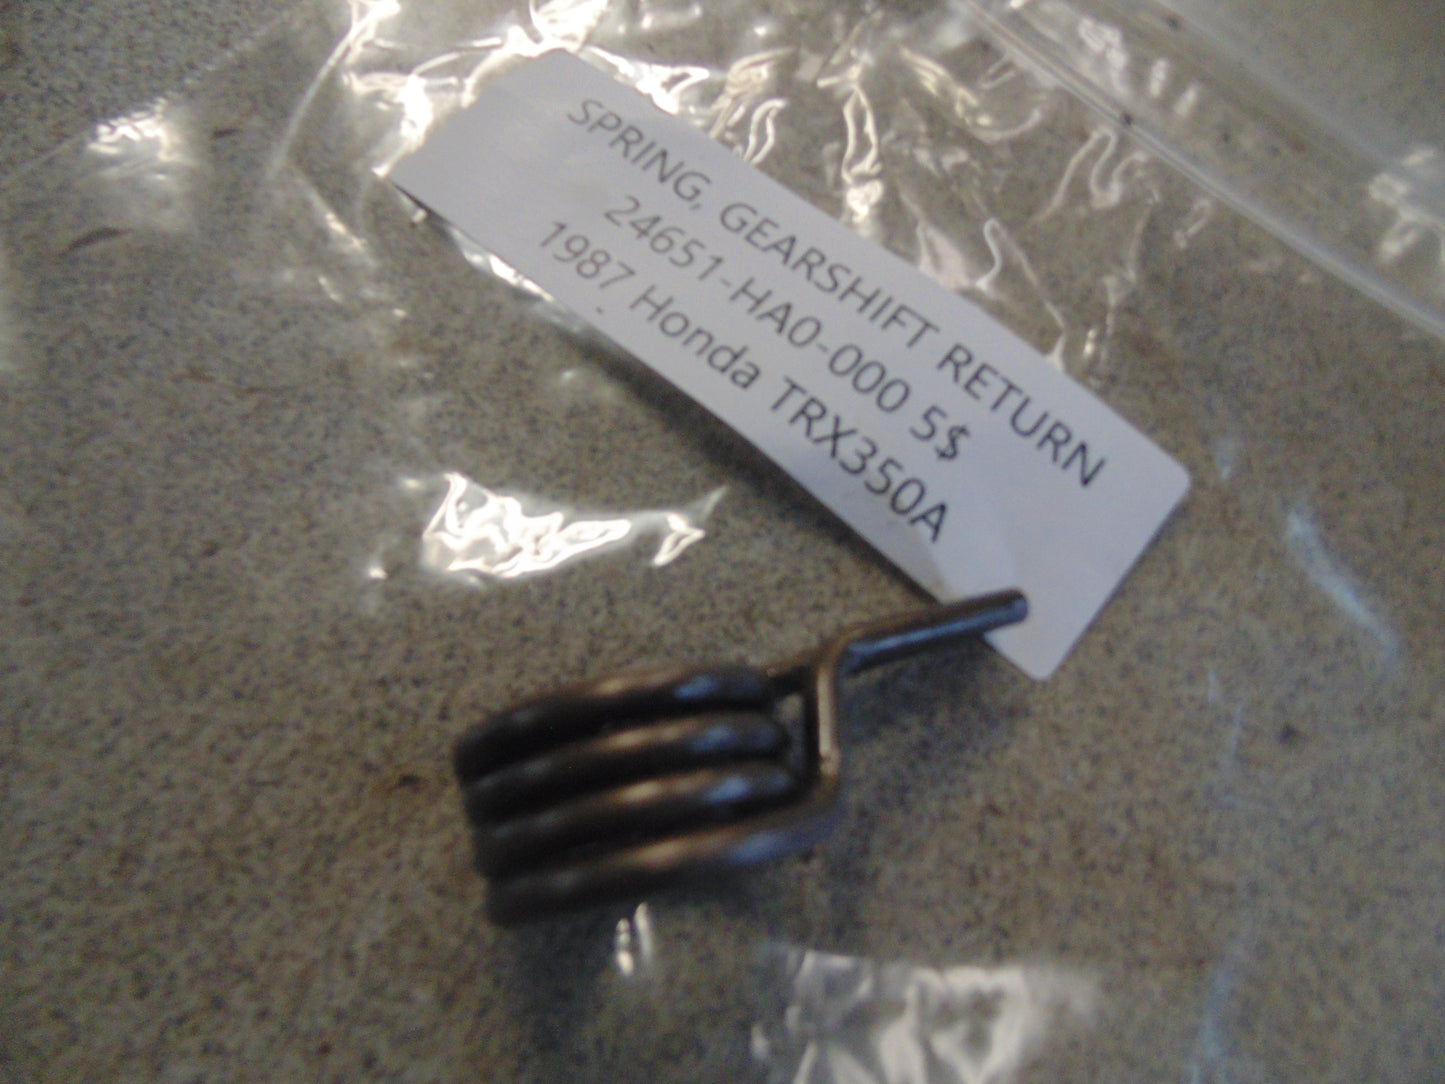 SPRING, GEARSHIFT RETURN
24651-HA0-000 5$
1987 Honda TRX350A